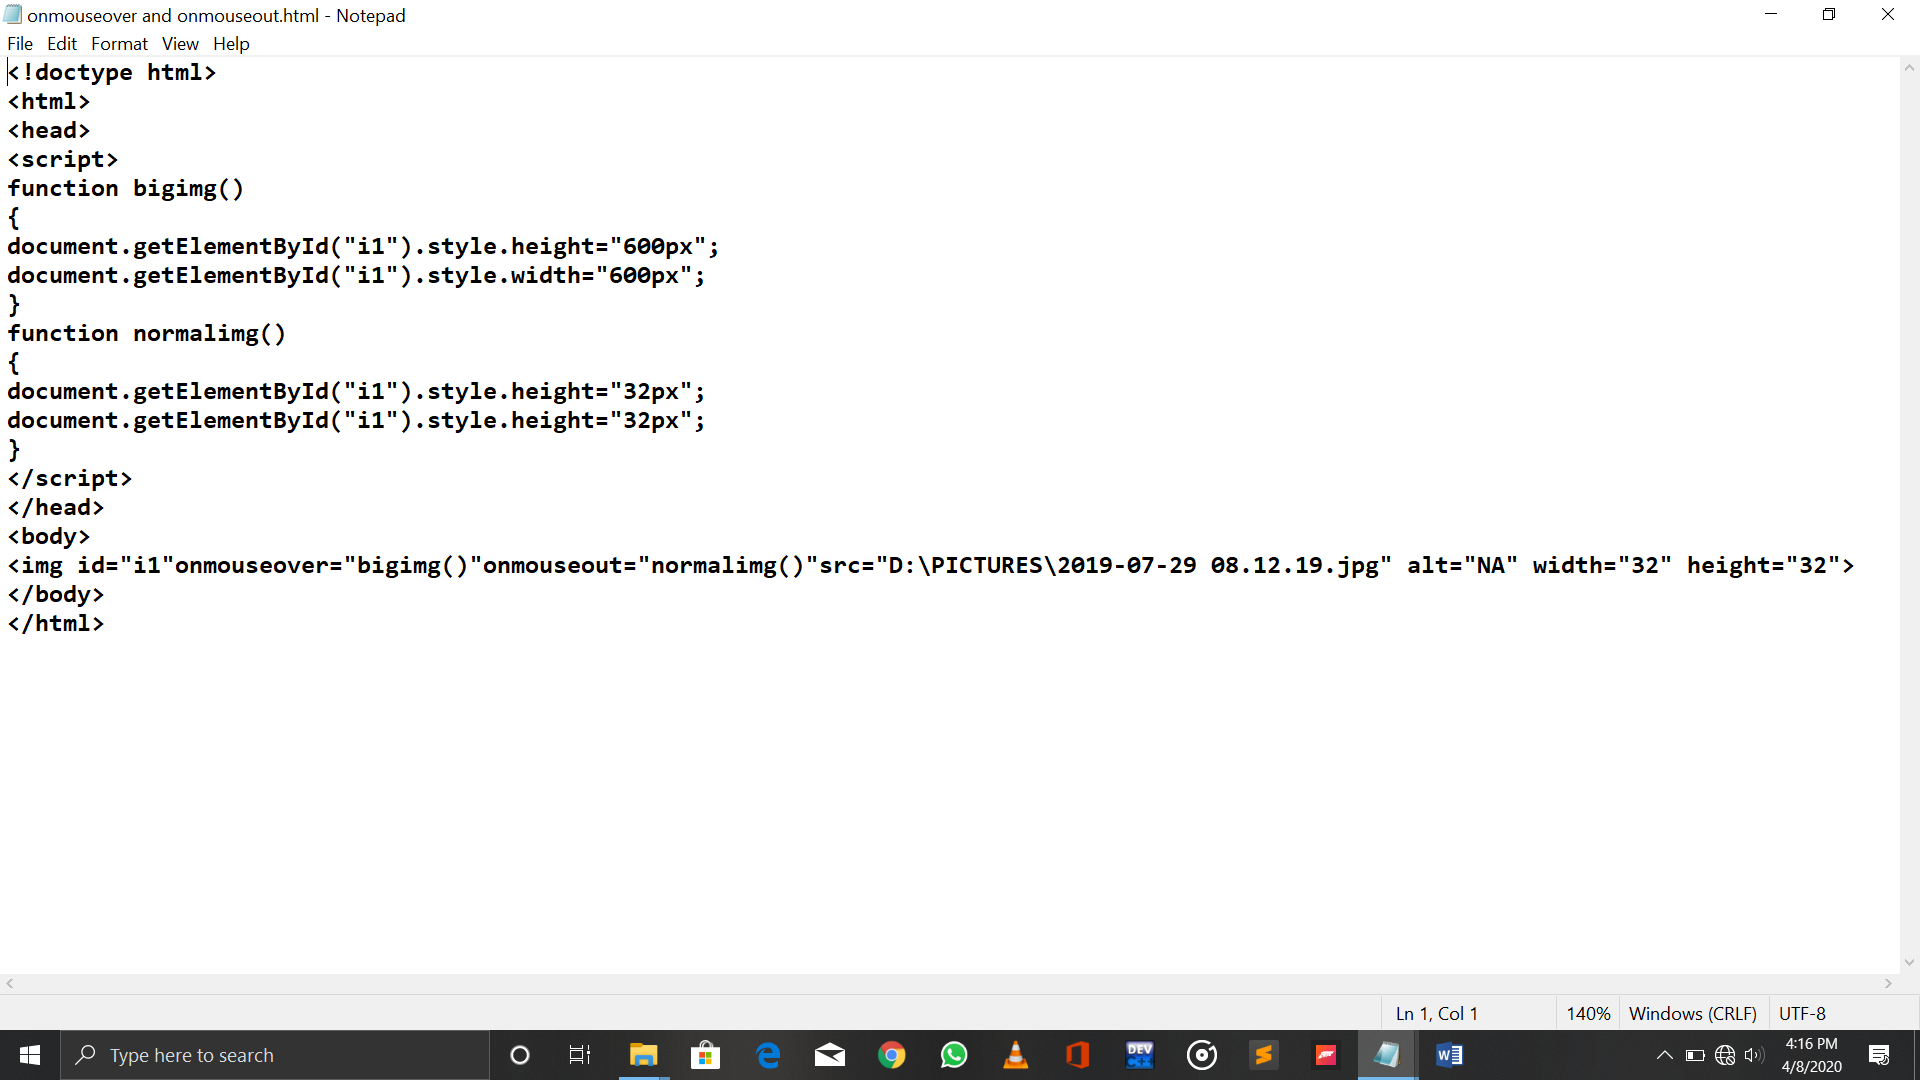 onmouseover and onmouseout.html - Notepad
File Edit Format View Help
<!doctype html>
<html>
<head>
<script>
function bigimg()
{
document.getElementById("i1").style.height="600px";
document.getElementById("i1").style.width="600px";
}
function normalimg()
{
document.getElementById("i1").style.height="32px";
document.getElementById("i1").style.height="32px";
}
</script>
</head>
<body>
<img id="i1"onmouseover="bigimg()"onmouseout="normalimg()"src="D:\PICTURES\2019-07-29 08.12.19.jpg" alt="NA" width="32" height="32">
</body>
</html>
Ln 1, Col 1 140% Windows (CRLF) UTF-8
Type here to search
DEV C++
4:16 PM
4/8/2020